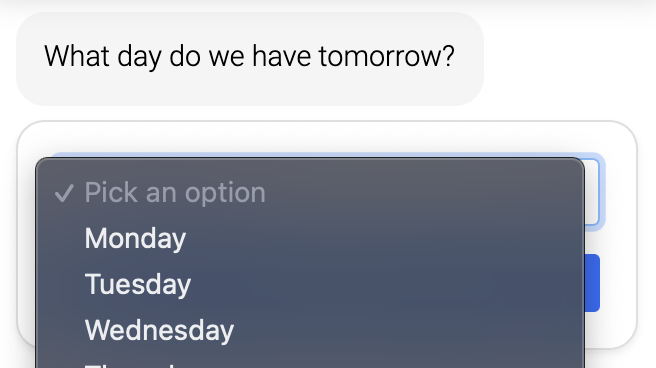 What day do we have tomorrow?
✓ Pick an option
Monday
Tuesday
Wednesday